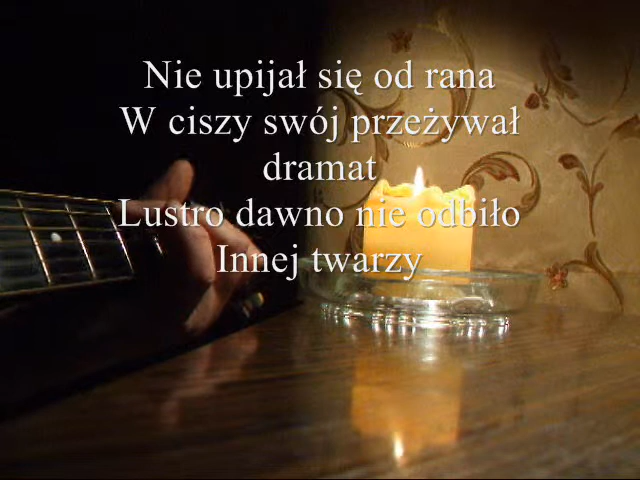 Nie upijał się od rana
W ciszy swój przeżywał
dramat
Lustro dawno nie odbiło
Innej twarzy